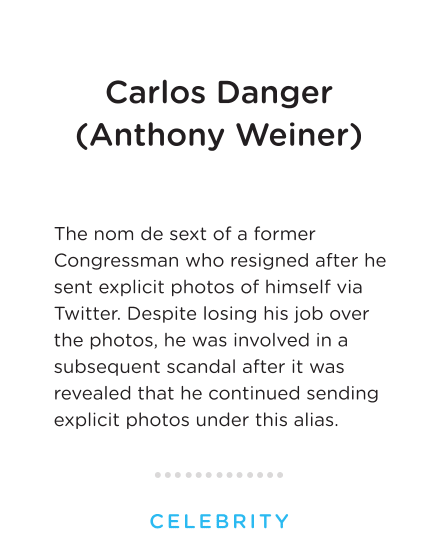 Carlos Danger
(Anthony Weiner)
The nom de sext of a former
Congressman who resigned after he
sent explicit photos of himself via
Twitter. Despite losing his job over
the photos, he was involved in a
subsequent scandal after it was
revealed that he continued sending
explicit photos under this alias.
CELEBRITY